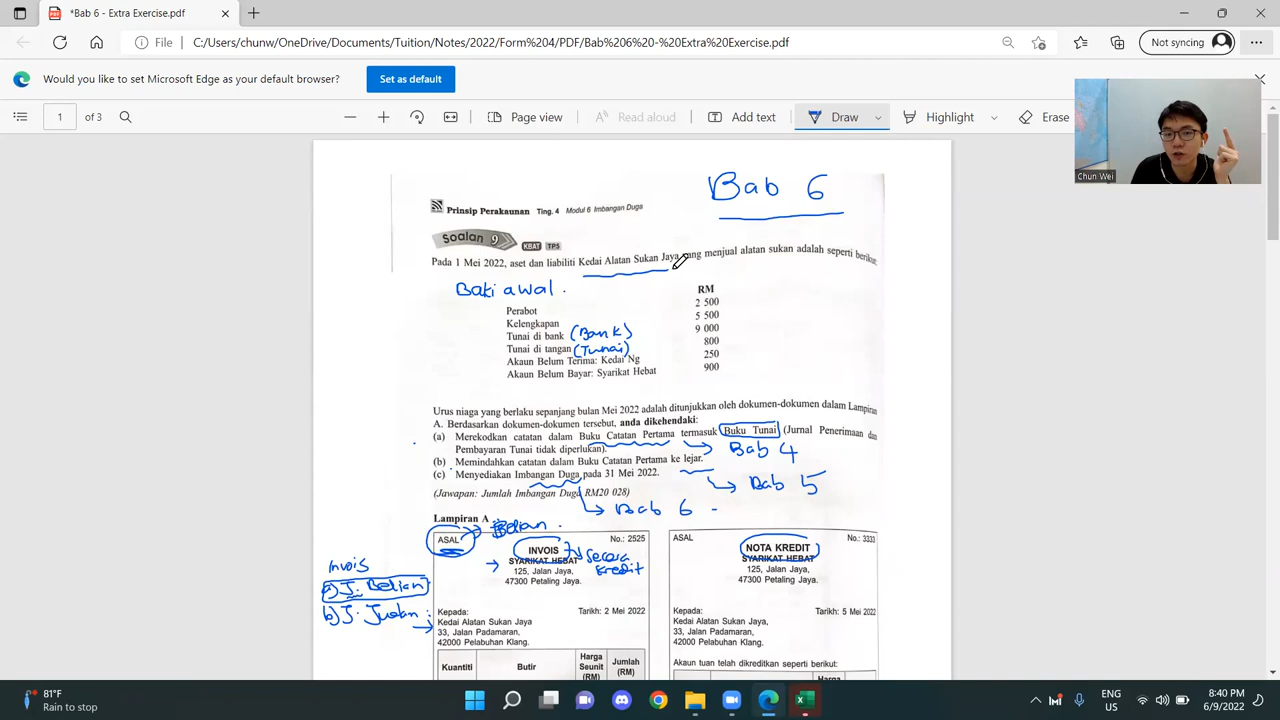 *Bab 6 - Extra Exercise.pdf
File C:/Users/chunw/OneDrive/Documents/Tuition/Notes/2022/Form%204/PDF/Bab%206%20-%20Extra%20Exercise.pdf
Not syncing
Would you like to set Microsoft Edge as your default browser? Set as default
1 of 3 Page view Read aloud Add text Draw Highlight Erase
Chun Wei
Bab 6
Prinsip Perakaunan Ting. 4 Modul 6 Imbangan Duga
Soalan 9 KBAT TP5
Pada 1 Mei 2022, aset dan liabiliti Kedai Alatan Sukan Jaya yang menjual alatan sukan adalah seperti berikut:
Baki awal.
RM
Perabot 2 500
Kelengkapan 5 500
Tunai di bank (Bank) 9 000
Tunai di tangan (Tunai) 800
Akaun Belum Terima: Kedai Ng 250
Akaun Belum Bayar: Syarikat Hebat 900
Urus niaga yang berlaku sepanjang bulan Mei 2022 adalah ditunjukkan oleh dokumen-dokumen dalam Lampiran
A. Berdasarkan dokumen-dokumen tersebut, anda dikehendaki:
(a) Merekodkan catatan dalam Buku Catatan Pertama termasuk Buku Tunai (Jurnal Penerimaan dan
Pembayaran Tunai tidak diperlukan).
Bab 4
(b) Memindahkan catatan dalam Buku Catatan Pertama ke lejar.
(c) Menyediakan Imbangan Duga pada 31 Mei 2022.
Bab 5
(Jawapan: Jumlah Imbangan Duga RM20 028)
Bab 6
Lampiran A
Belian
ASAL No.: 2525
INVOIS
SYARIKAT HEBAT
125, Jalan Jaya,
47300 Petaling Jaya.
Secara
Kredit
Invois
a) J. Belian
b) J. Jualan
Kepada: Tarikh: 2 Mei 2022
Kedai Alatan Sukan Jaya
33, Jalan Padamaran,
42000 Pelabuhan Klang.
Kuantiti Butir Harga Seunit (RM) Jumlah (RM)
ASAL No.: 3333
NOTA KREDIT
SYARIKAT HEBAT
125, Jalan Jaya,
47300 Petaling Jaya.
Kepada: Tarikh: 5 Mei 2022
Kedai Alatan Sukan Jaya
33, Jalan Padamaran,
42000 Pelabuhan Klang.
Akaun tuan telah dikreditkan seperti berikut:
Harga
81°F
Rain to stop
ENG
US
8:40 PM
6/9/2022